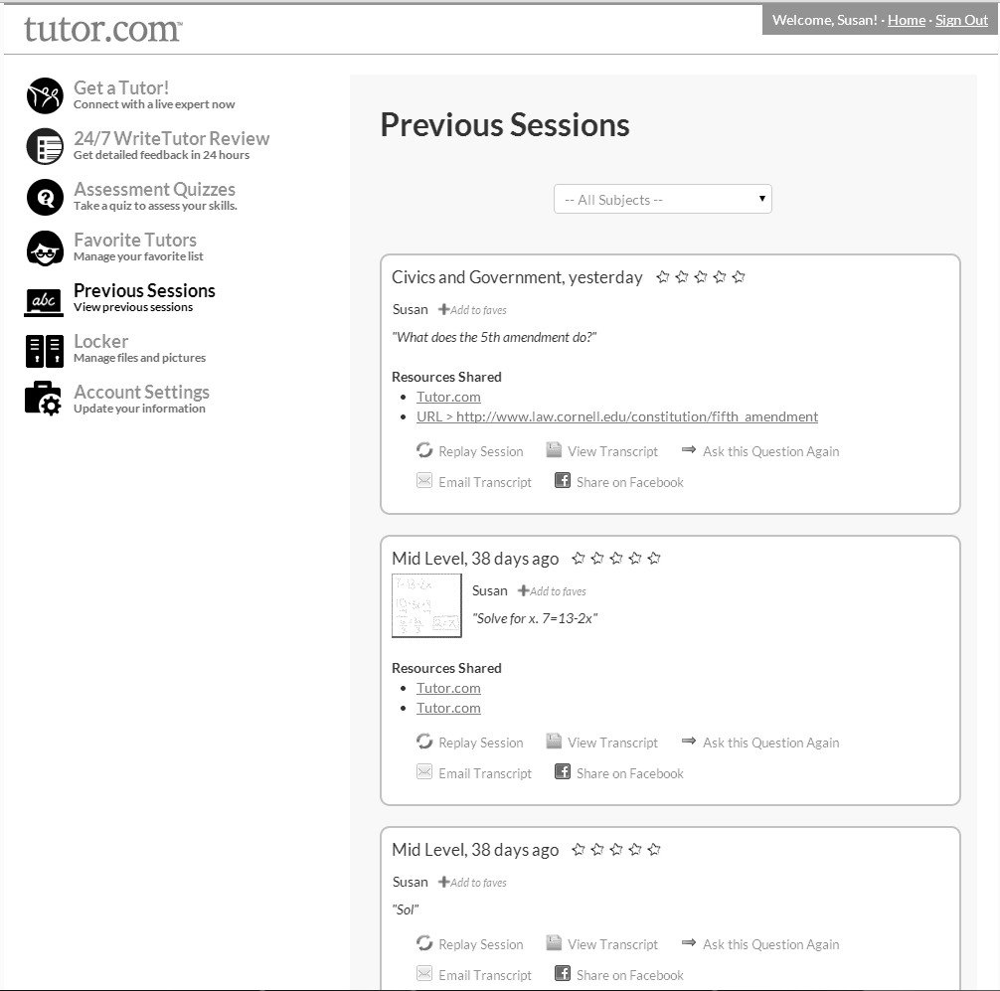 tutor.com™
Welcome, Susan! · Home · Sign Out
Get a Tutor!
Connect with a live expert now
24/7 WriteTutor Review
Get detailed feedback in 24 hours
Assessment Quizzes
Take a quiz to assess your skills.
Favorite Tutors
Manage your favorite list
abc
Previous Sessions
View previous sessions
Locker
Manage files and pictures
Account Settings
Update your information
Previous Sessions
-- All Subjects --
Civics and Government, yesterday
Susan Add to faves
"What does the 5th amendment do?"
Resources Shared
Tutor.com
URL > http://www.law.cornell.edu/constitution/fifth_amendment
Replay Session View Transcript Ask this Question Again
Email Transcript Share on Facebook
Mid Level, 38 days ago
7=13-2x
Susan Add to faves
"Solve for x. 7=13-2x"
Resources Shared
Tutor.com
Tutor.com
Replay Session View Transcript Ask this Question Again
Email Transcript Share on Facebook
Mid Level, 38 days ago
Susan Add to faves
"Sol"
Replay Session View Transcript Ask this Question Again
Email Transcript Share on Facebook